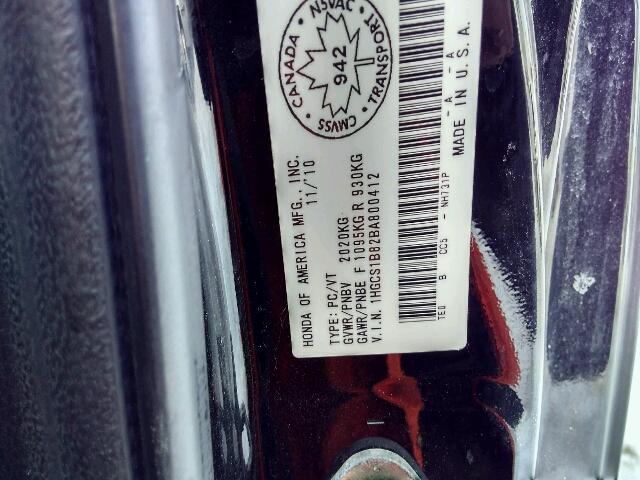 HONDA OF AMERICA MFG., INC.
11/10
TYPE: PC/VT
GVWR/PNBV 2020KG
GAWR/PNBE F 1095KG R 930KG
V.I.N. 1HGCS1B82BA800412
CANADA • NSVAC • TRANSPORT • CMVSS •
942
TEO B CC5 - NH731P - A - A
MADE IN U.S.A.